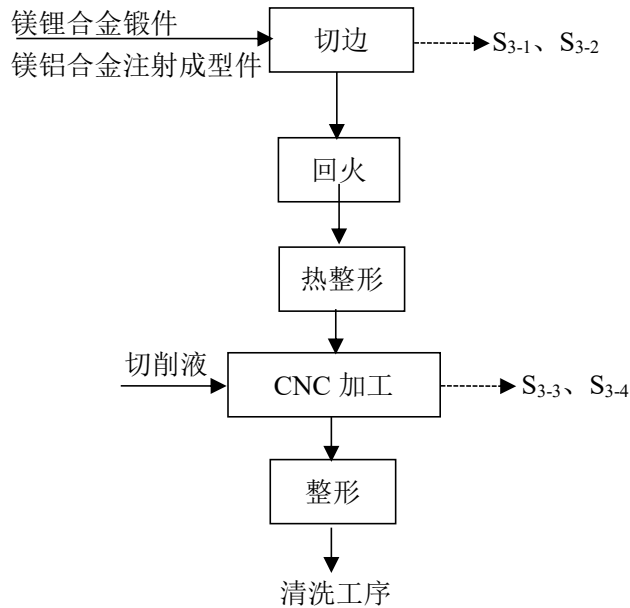 镁锂合金锻件
镁铝合金注射成型件
切边
S3-1、S3-2
回火
热整形
切削液
CNC 加工
S3-3、S3-4
整形
清洗工序